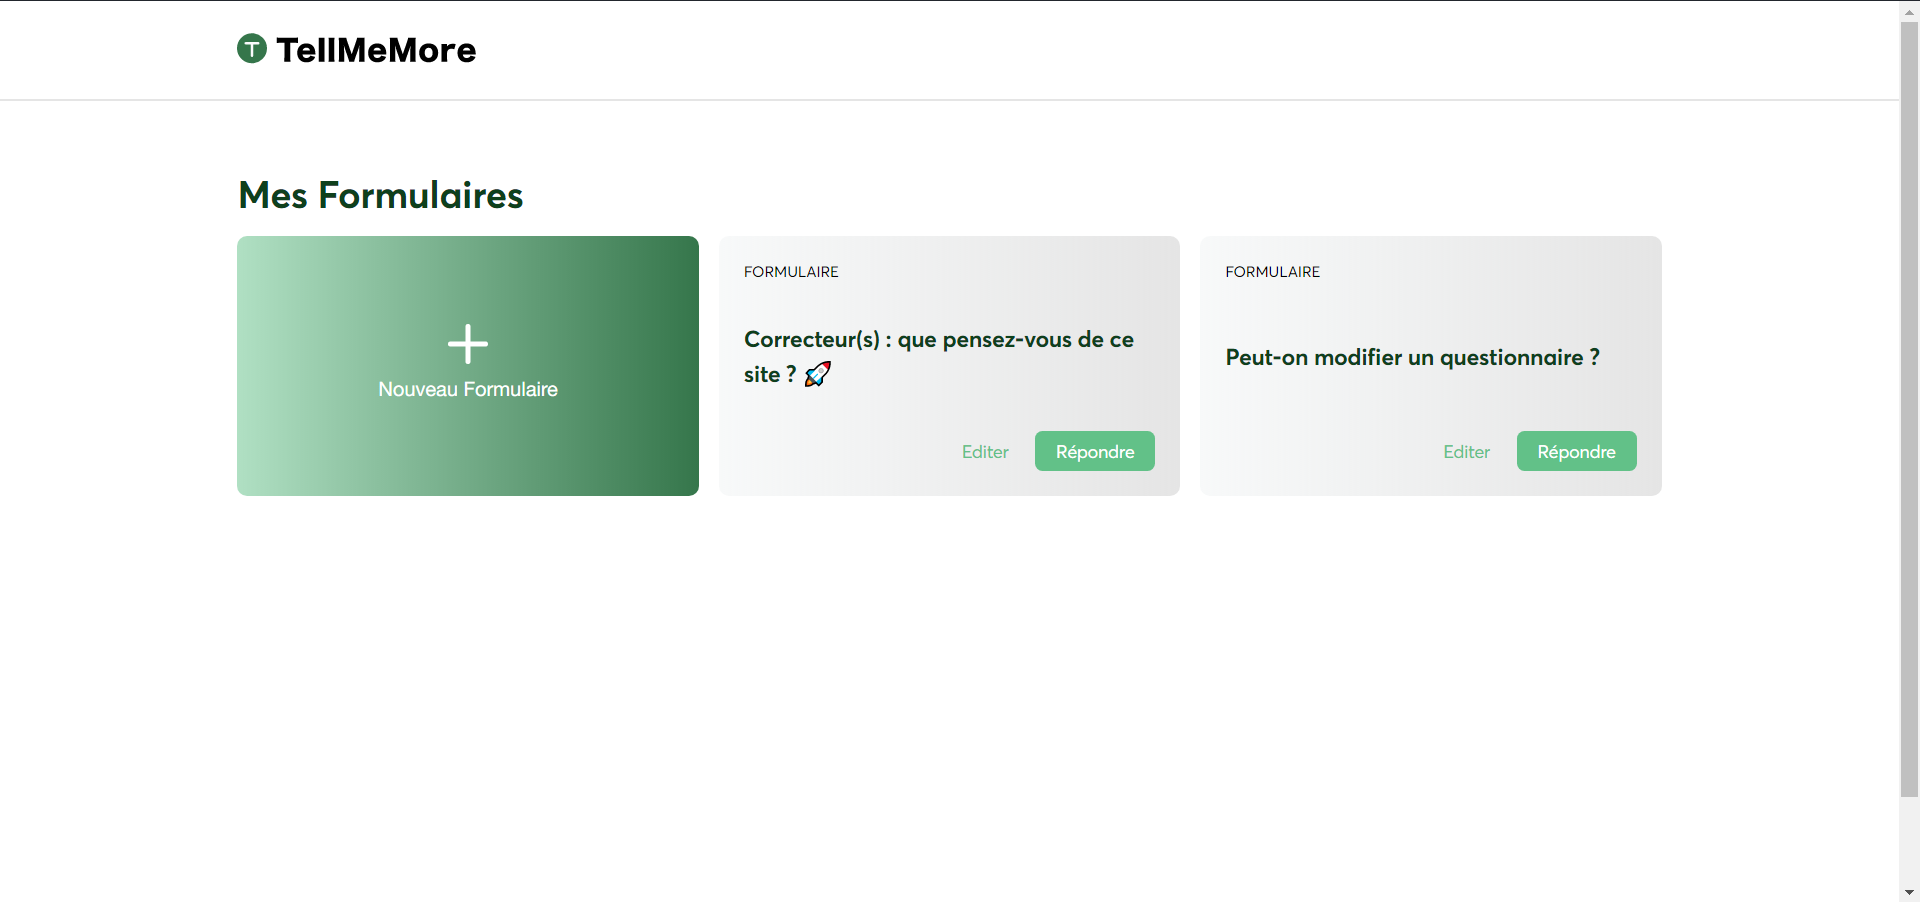 T TellMeMore
Mes Formulaires
Nouveau Formulaire
FORMULAIRE
Correcteur(s) : que pensez-vous de ce
site ? 🚀
Editer Répondre
FORMULAIRE
Peut-on modifier un questionnaire ?
Editer Répondre